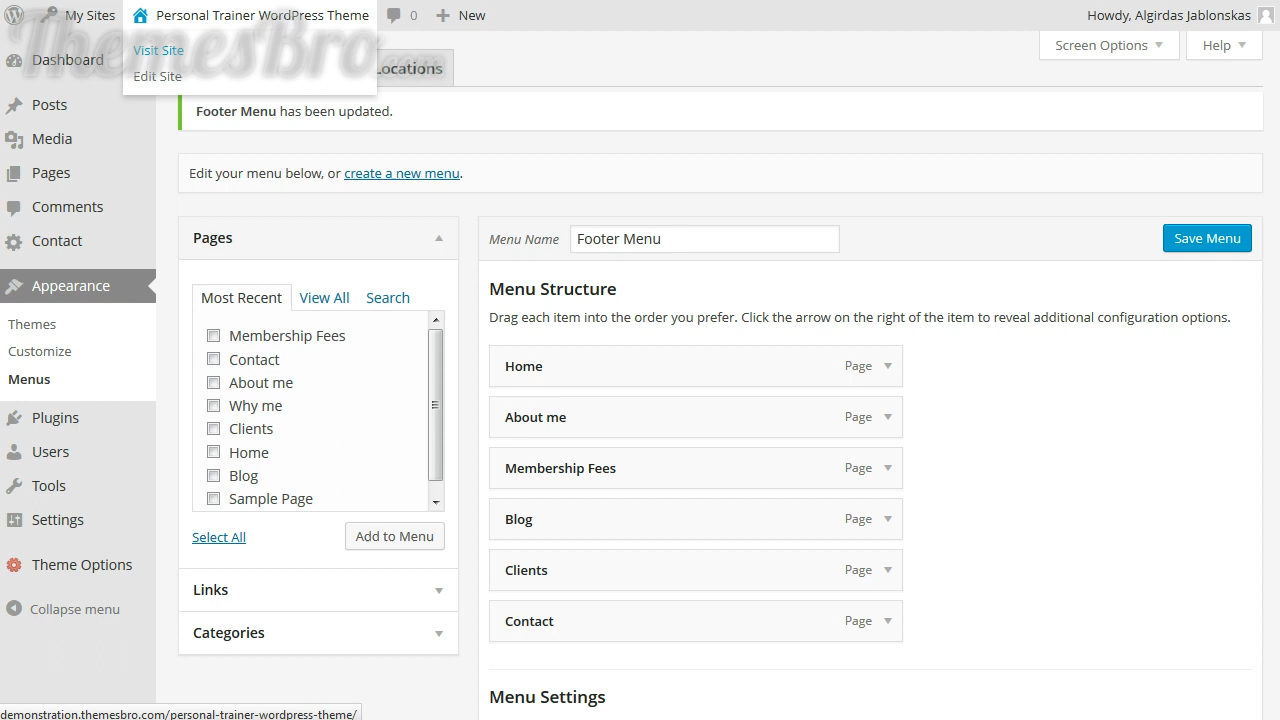 My Sites
Personal Trainer WordPress Theme
0
New
Howdy, Algirdas Jablonskas
ThemesBro.com
Visit Site
Edit Site
Locations
Screen Options
Help
Dashboard
Posts
Media
Pages
Comments
Contact
Appearance
Themes
Customize
Menus
Plugins
Users
Tools
Settings
Theme Options
Collapse menu
Footer Menu has been updated.
Edit your menu below, or create a new menu.
Pages
Most Recent
View All
Search
Membership Fees
Contact
About me
Why me
Clients
Home
Blog
Sample Page
Select All
Add to Menu
Links
Categories
Menu Name
Footer Menu
Save Menu
Menu Structure
Drag each item into the order you prefer. Click the arrow on the right of the item to reveal additional configuration options.
Home Page
About me Page
Membership Fees Page
Blog Page
Clients Page
Contact Page
Menu Settings
demonstration.themesbro.com/personal-trainer-wordpress-theme/